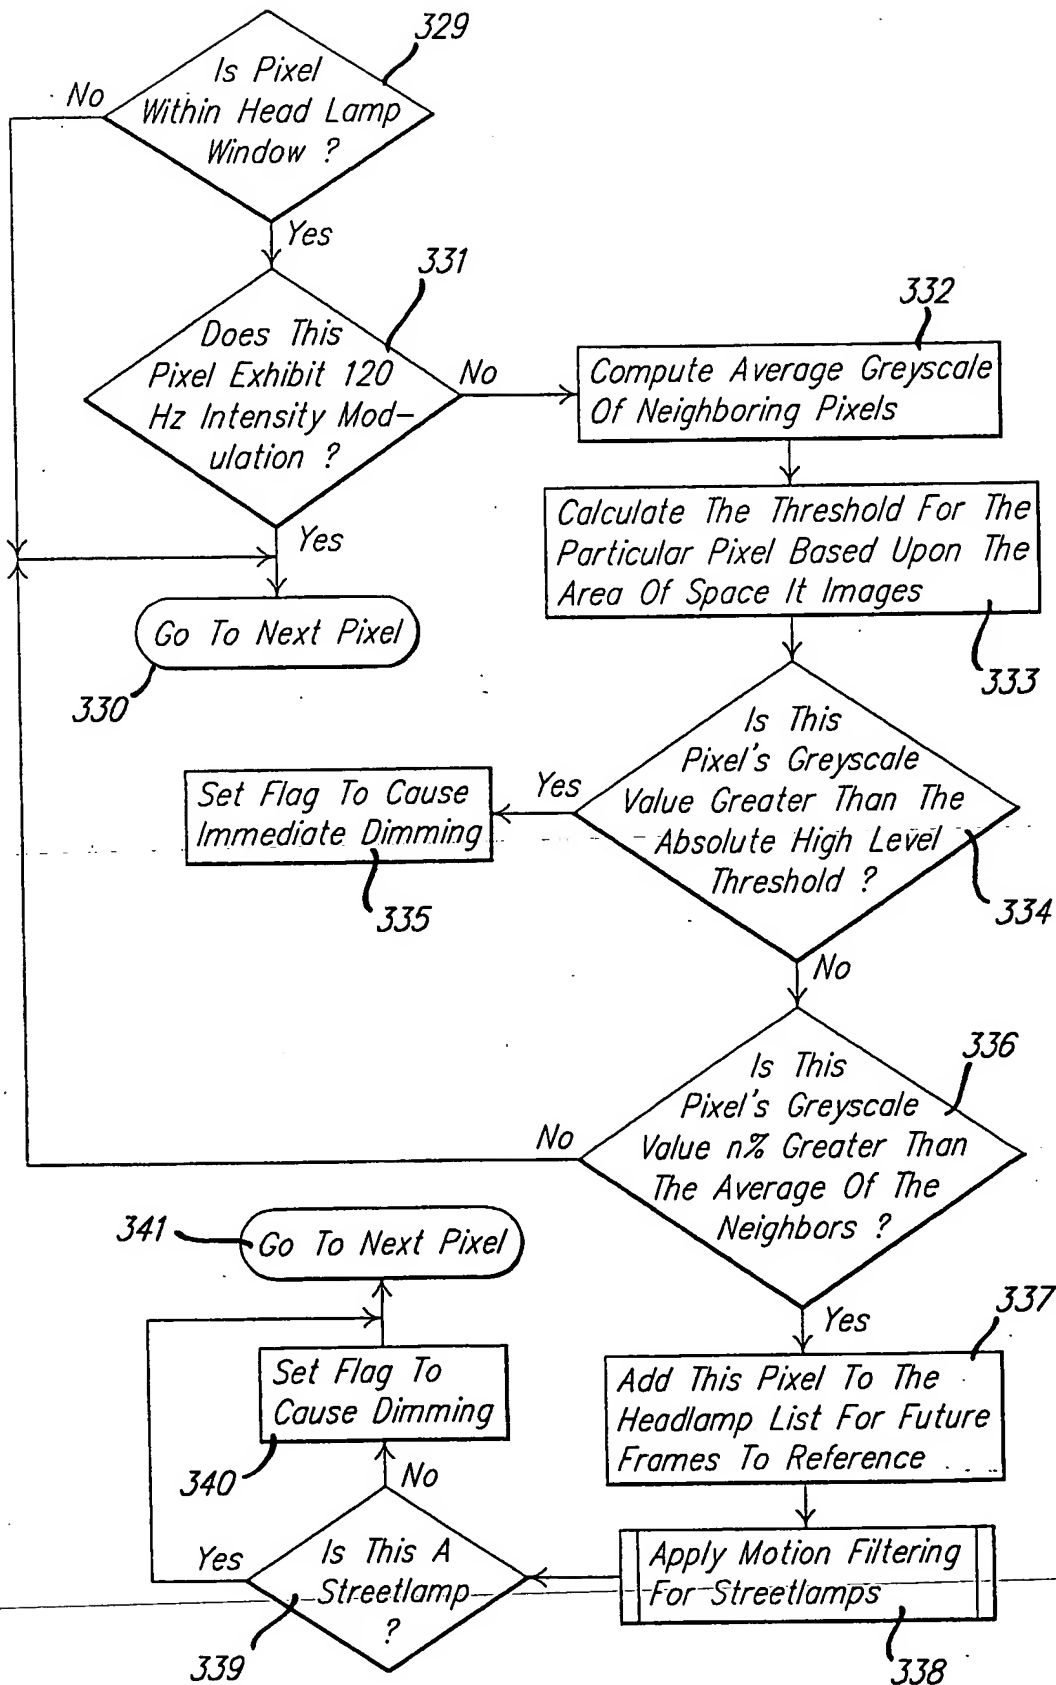 329
Is Pixel
Within Head Lamp
Window ?
No
Yes
331
Does This
Pixel Exhibit 120
Hz Intensity Mod-
ulation ?
No
332
Compute Average Greyscale
Of Neighboring Pixels
Calculate The Threshold For The
Particular Pixel Based Upon The
Area Of Space It Images
333
Yes
Go To Next Pixel
330
Is This
Pixel's Greyscale
Value Greater Than The
Absolute High Level
Threshold ?
334
Yes
Set Flag To Cause
Immediate Dimming
335
No
336
Is This
Pixel's Greyscale
Value n% Greater Than
The Average Of The
Neighbors ?
No
Yes
337
Add This Pixel To The
Headlamp List For Future
Frames To Reference
Apply Motion Filtering
For Streetlamps
338
Is This A
Streetlamp
?
339
Yes
No
Set Flag To
Cause Dimming
340
341
Go To Next Pixel